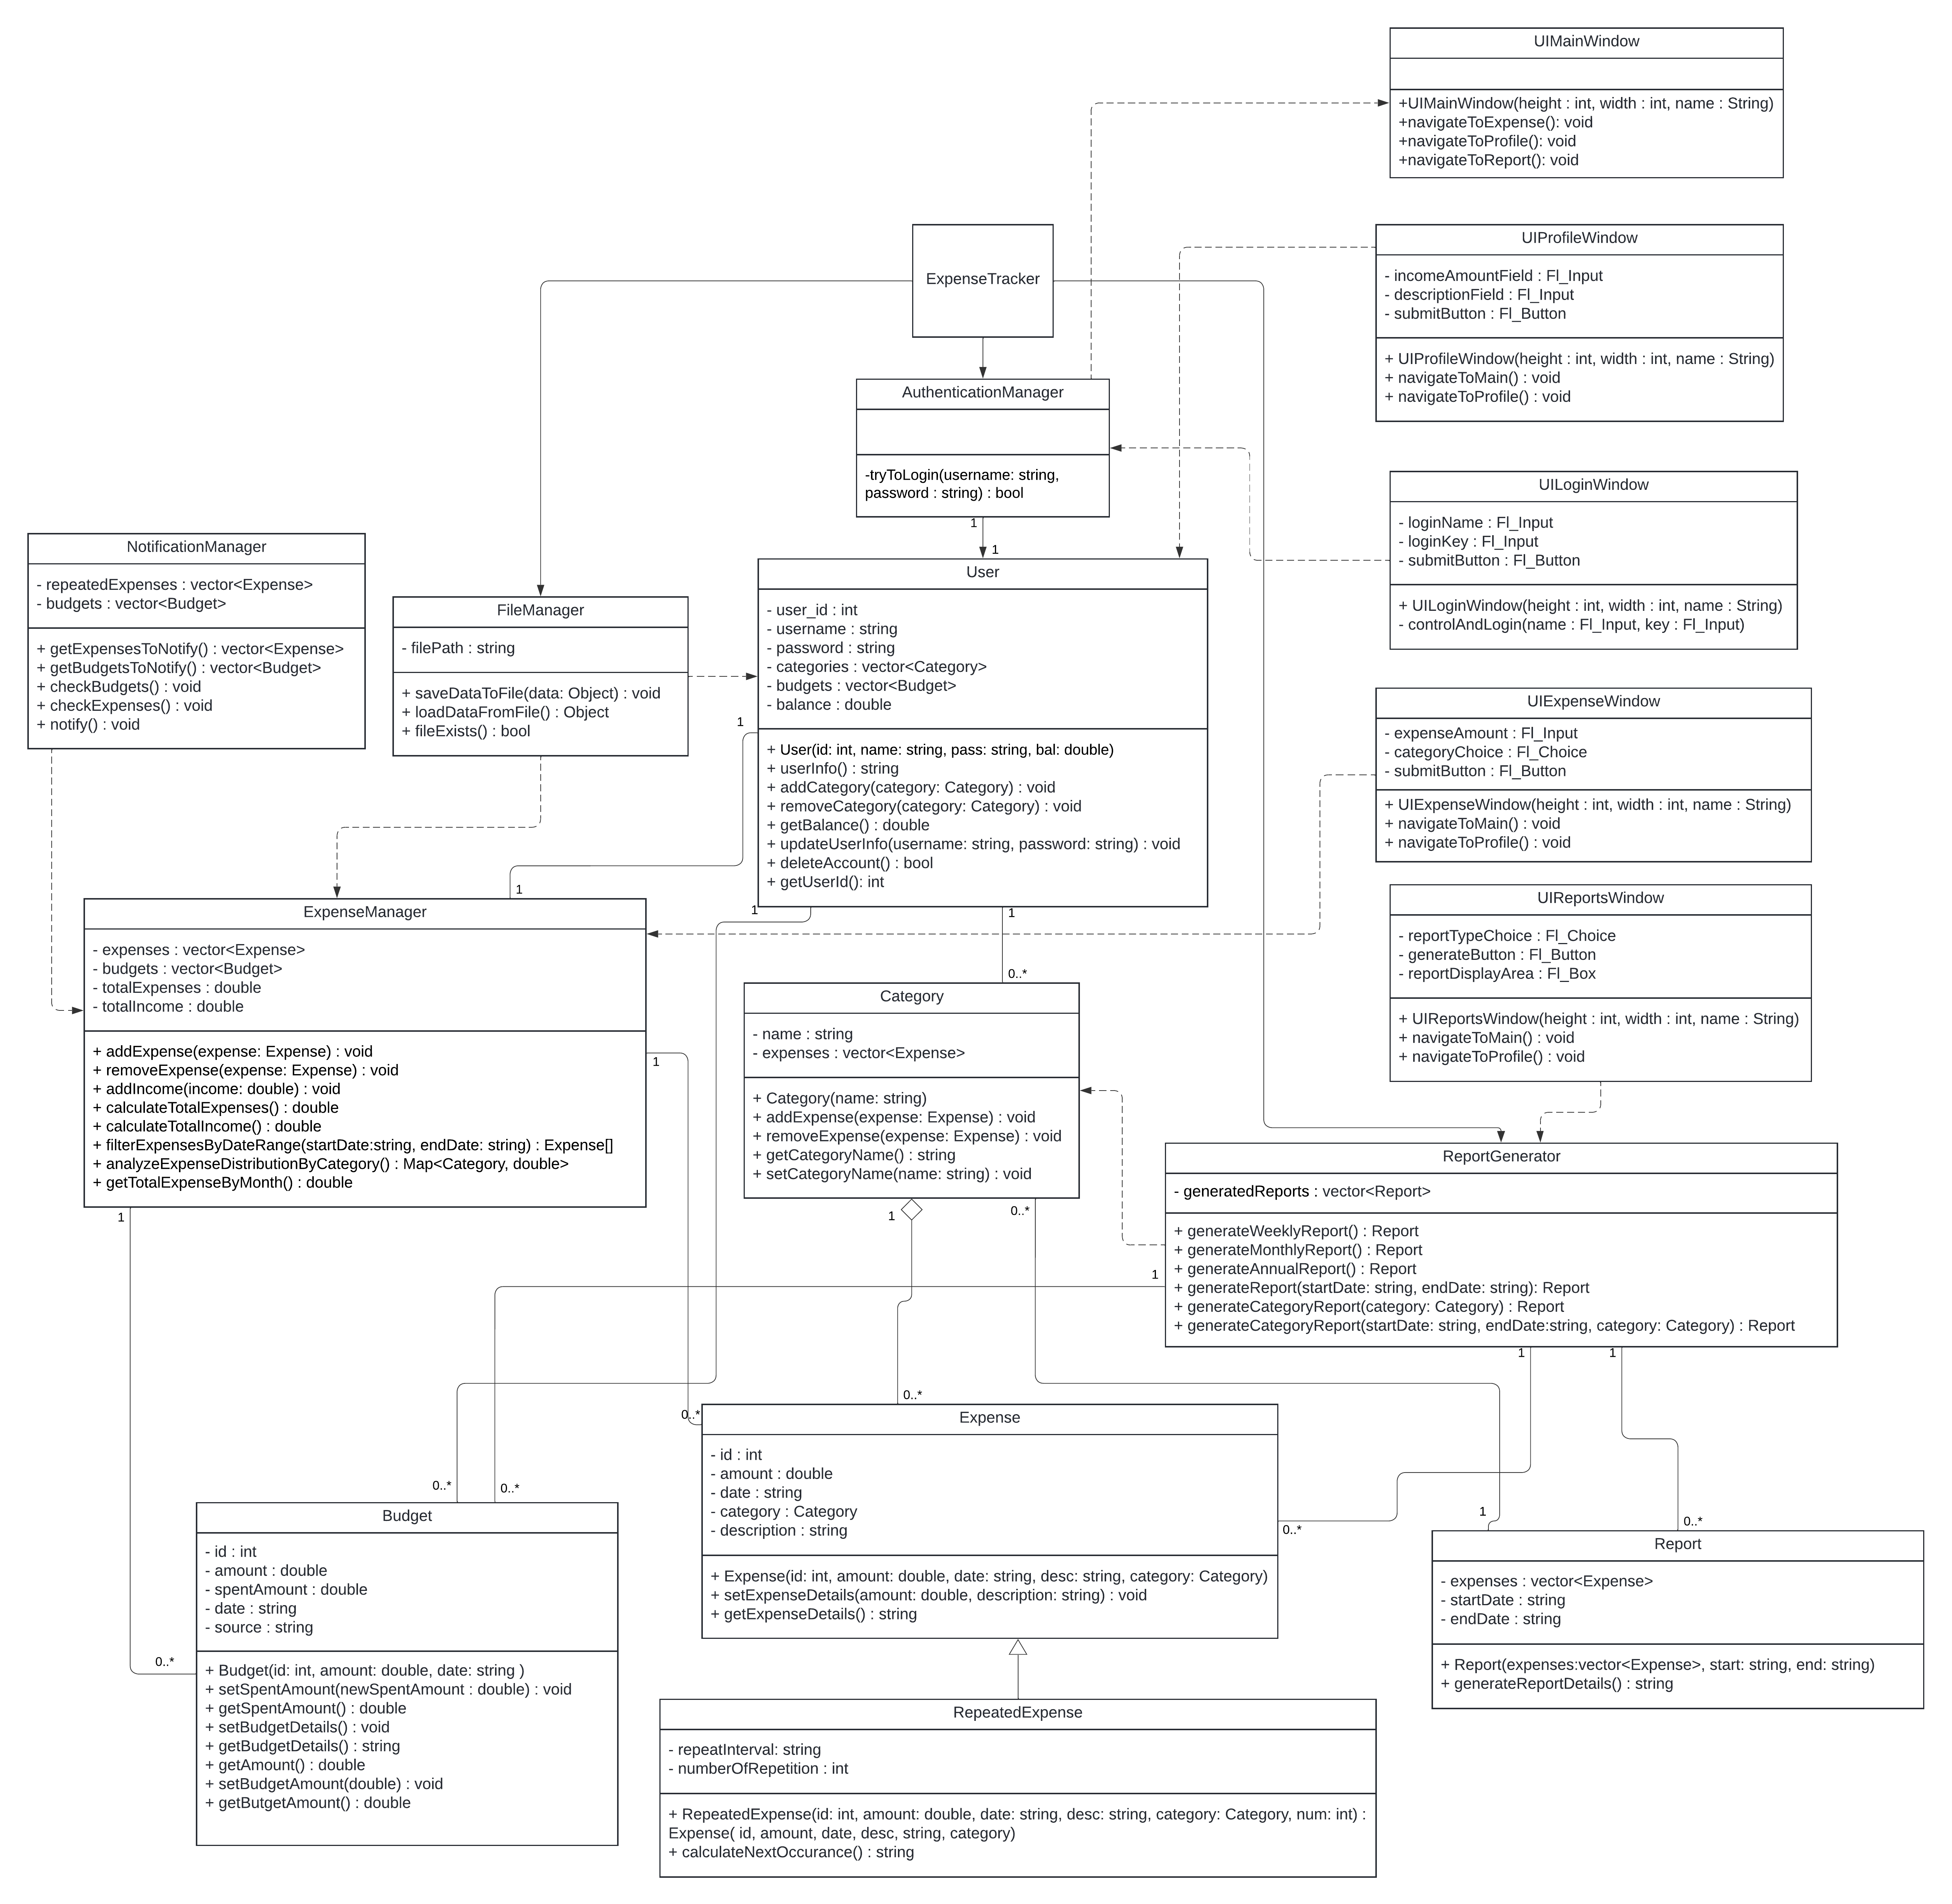 UIMainWindow
+UIMainWindow(height : int, width : int, name : String)
+navigateToExpense(): void
+navigateToProfile(): void
+navigateToReport(): void
ExpenseTracker
UIProfileWindow
- incomeAmountField : Fl_Input
- descriptionField : Fl_Input
- submitButton : Fl_Button
+ UIProfileWindow(height : int, width : int, name : String)
+ navigateToMain() : void
+ navigateToProfile() : void
AuthenticationManager
-tryToLogin(username: string,
password : string) : bool
1
1
UILoginWindow
- loginName : Fl_Input
- loginKey : Fl_Input
- submitButton : Fl_Button
+ UILoginWindow(height : int, width : int, name : String)
- controlAndLogin(name : Fl_Input, key : Fl_Input)
NotificationManager
- repeatedExpenses : vector<Expense>
- budgets : vector<Budget>
+ getExpensesToNotify() : vector<Expense>
+ getBudgetsToNotify() : vector<Budget>
+ checkBudgets() : void
+ checkExpenses() : void
+ notify() : void
FileManager
- filePath : string
+ saveDataToFile(data: Object) : void
+ loadDataFromFile() : Object
+ fileExists() : bool
User
- user_id : int
- username : string
- password : string
- categories : vector<Category>
- budgets : vector<Budget>
- balance : double
+ User(id: int, name: string, pass: string, bal: double)
+ userInfo() : string
+ addCategory(category: Category) : void
+ removeCategory(category: Category) : void
+ getBalance() : double
+ updateUserInfo(username: string, password: string) : void
+ deleteAccount() : bool
+ getUserId(): int
1
1
1
1
0..*
UIExpenseWindow
- expenseAmount : Fl_Input
- categoryChoice : Fl_Choice
- submitButton : Fl_Button
+ UIExpenseWindow(height : int, width : int, name : String)
+ navigateToMain() : void
+ navigateToProfile() : void
UIReportsWindow
- reportTypeChoice : Fl_Choice
- generateButton : Fl_Button
- reportDisplayArea : Fl_Box
+ UIReportsWindow(height : int, width : int, name : String)
+ navigateToMain() : void
+ navigateToProfile() : void
ExpenseManager
- expenses : vector<Expense>
- budgets : vector<Budget>
- totalExpenses : double
- totalIncome : double
+ addExpense(expense: Expense) : void
+ removeExpense(expense: Expense) : void
+ addIncome(income: double) : void
+ calculateTotalExpenses() : double
+ calculateTotalIncome() : double
+ filterExpensesByDateRange(startDate:string, endDate: string) : Expense[]
+ analyzeExpenseDistributionByCategory() : Map<Category, double>
+ getTotalExpenseByMonth() : double
1
1
Category
- name : string
- expenses : vector<Expense>
+ Category(name: string)
+ addExpense(expense: Expense) : void
+ removeExpense(expense: Expense) : void
+ getCategoryName() : string
+ setCategoryName(name: string) : void
1
0..*
ReportGenerator
- generatedReports : vector<Report>
+ generateWeeklyReport() : Report
+ generateMonthlyReport() : Report
+ generateAnnualReport() : Report
+ generateReport(startDate: string, endDate: string): Report
+ generateCategoryReport(category: Category) : Report
+ generateCategoryReport(startDate: string, endDate:string, category: Category) : Report
1
1
1
0..*
0..*
0..*
0..*
0..*
0..*
1
0..*
Expense
- id : int
- amount : double
- date : string
- category : Category
- description : string
+ Expense(id: int, amount: double, date: string, desc: string, category: Category)
+ setExpenseDetails(amount: double, description: string) : void
+ getExpenseDetails() : string
Budget
- id : int
- amount : double
- spentAmount : double
- date : string
- source : string
+ Budget(id: int, amount: double, date: string )
+ setSpentAmount(newSpentAmount : double) : void
+ getSpentAmount() : double
+ setBudgetDetails() : void
+ getBudgetDetails() : string
+ getAmount() : double
+ setBudgetAmount(double) : void
+ getButgetAmount() : double
Report
- expenses : vector<Expense>
- startDate : string
- endDate : string
+ Report(expenses:vector<Expense>, start: string, end: string)
+ generateReportDetails() : string
RepeatedExpense
- repeatInterval: string
- numberOfRepetition : int
+ RepeatedExpense(id: int, amount: double, date: string, desc: string, category: Category, num: int) :
Expense( id, amount, date, desc, string, category)
+ calculateNextOccurance() : string